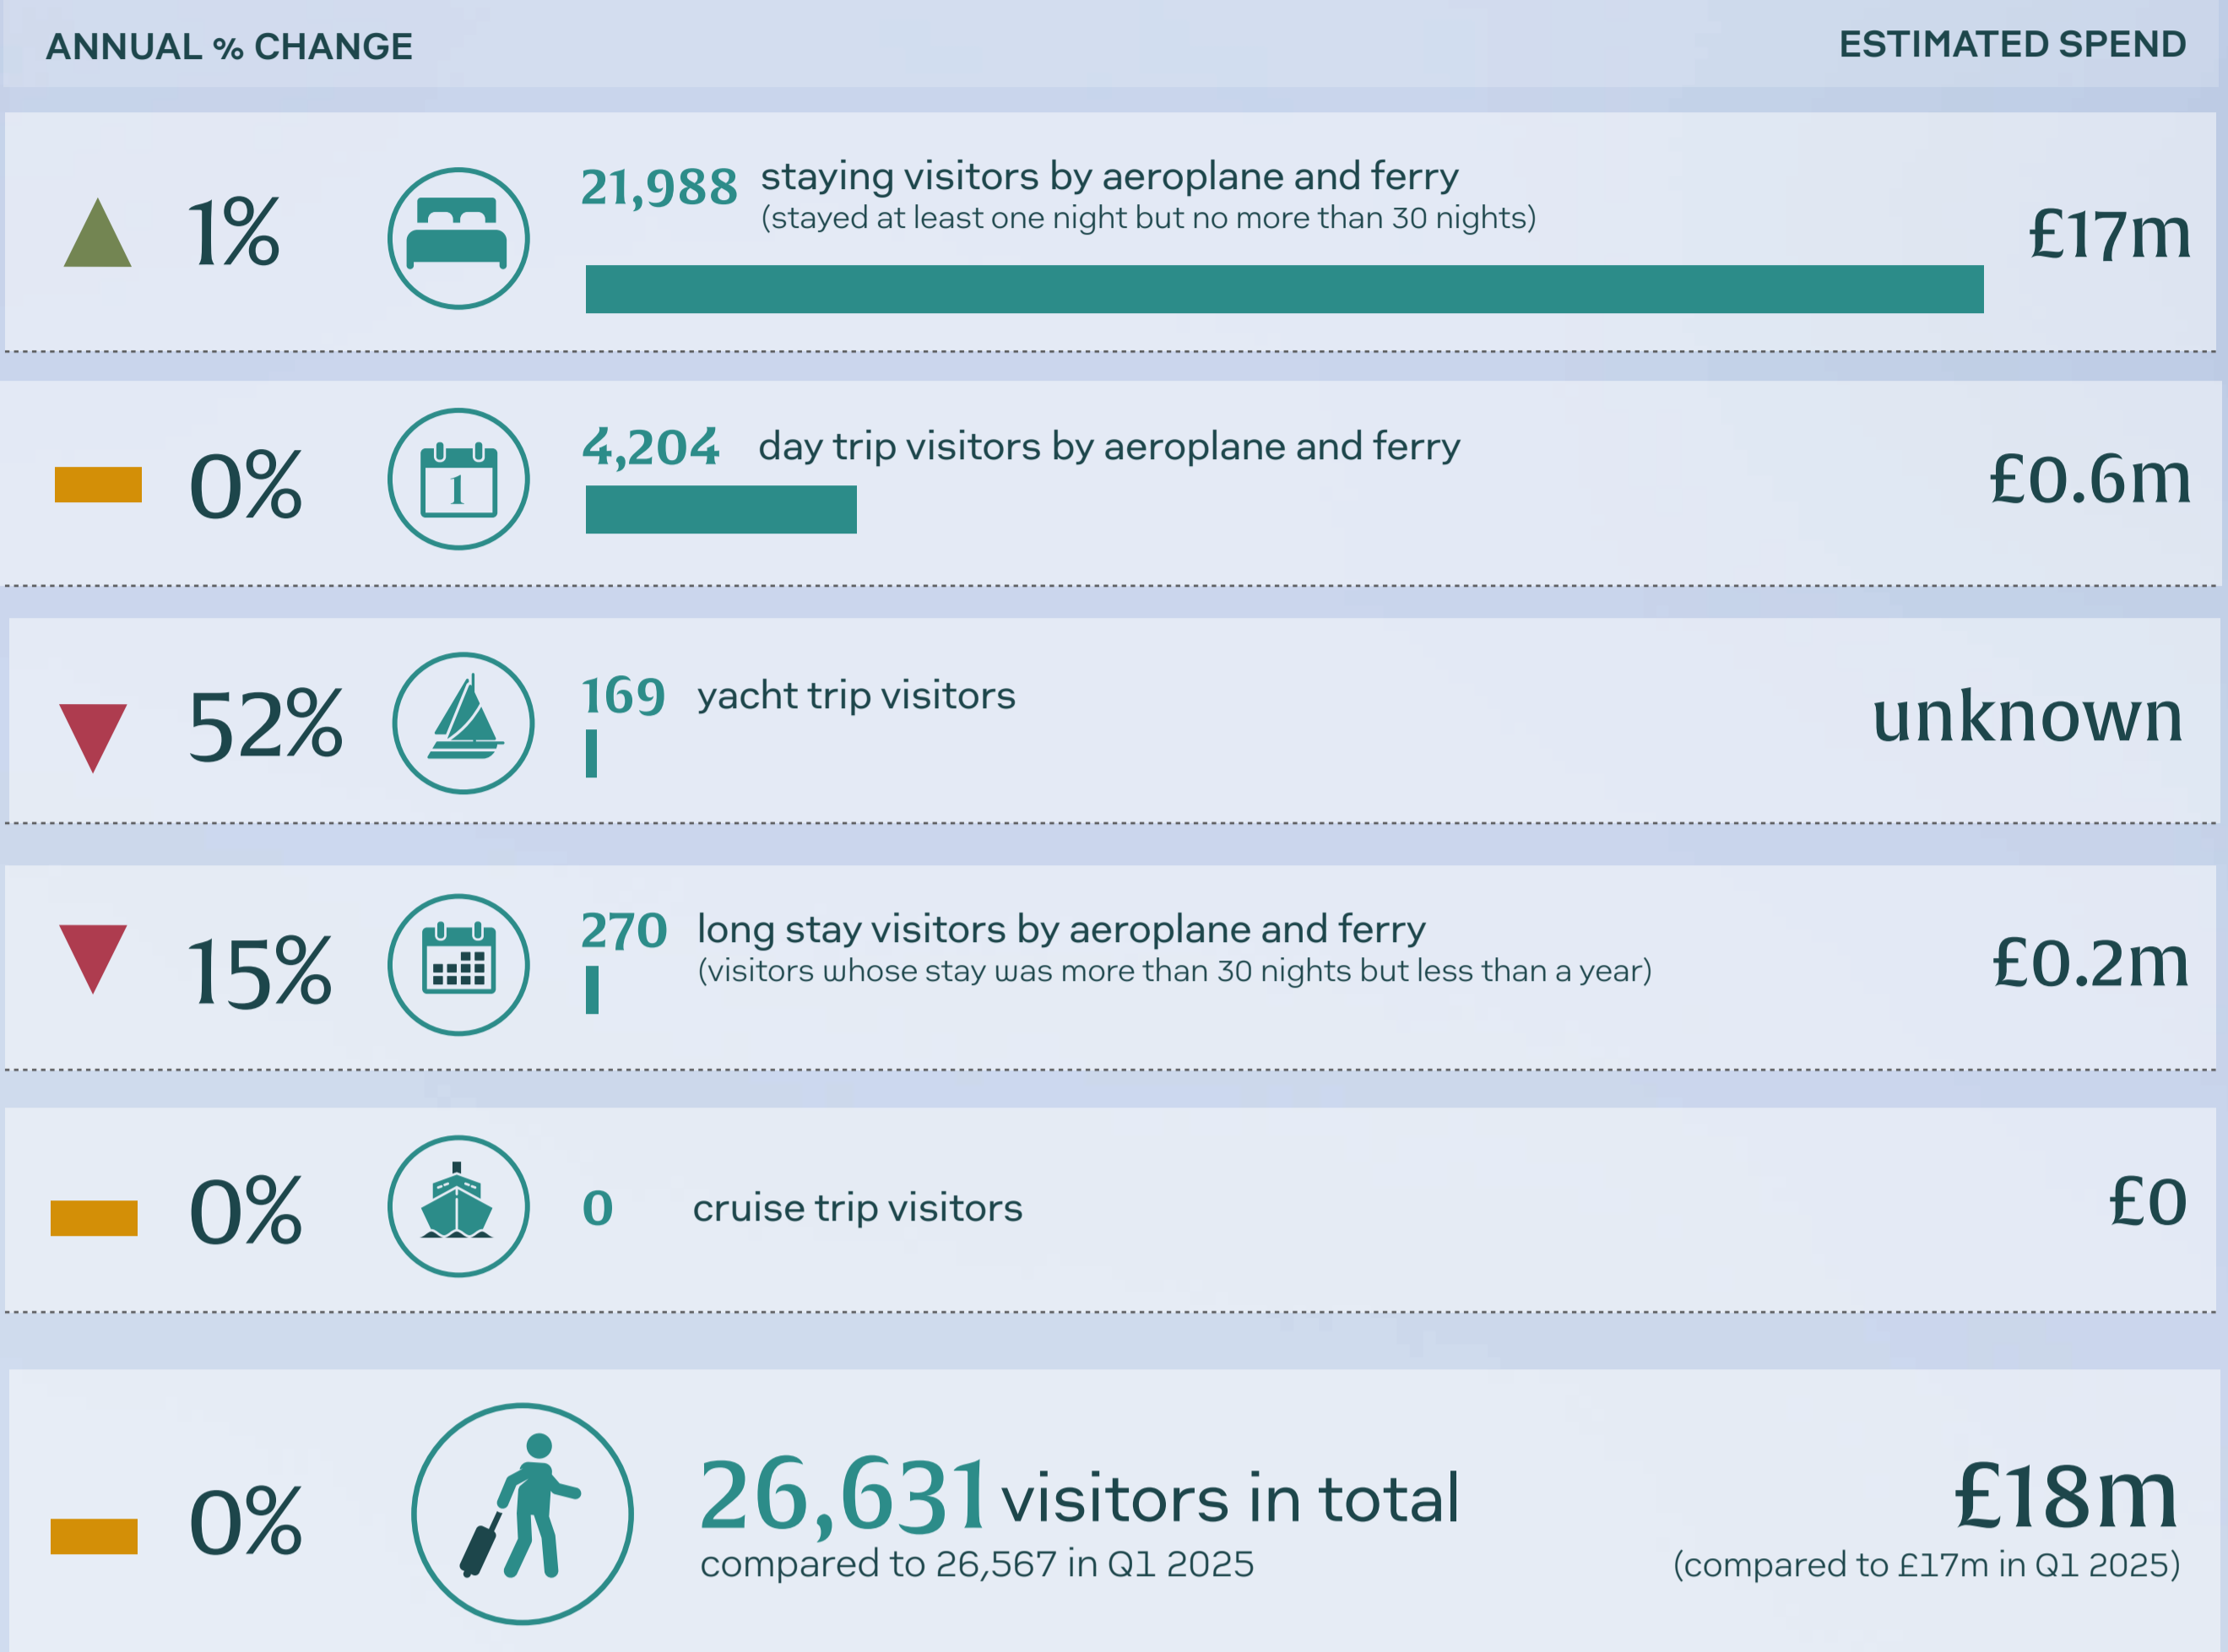 ANNUAL % CHANGE
ESTIMATED SPEND
1%
21,988 staying visitors by aeroplane and ferry
(stayed at least one night but no more than 30 nights)
£17m
0%
1
4,204 day trip visitors by aeroplane and ferry
£0.6m
52%
169 yacht trip visitors
unknown
15%
270 long stay visitors by aeroplane and ferry
(visitors whose stay was more than 30 nights but less than a year)
£0.2m
0%
0 cruise trip visitors
£0
0%
26,631 visitors in total
compared to 26,567 in Q1 2025
£18m
(compared to £17m in Q1 2025)